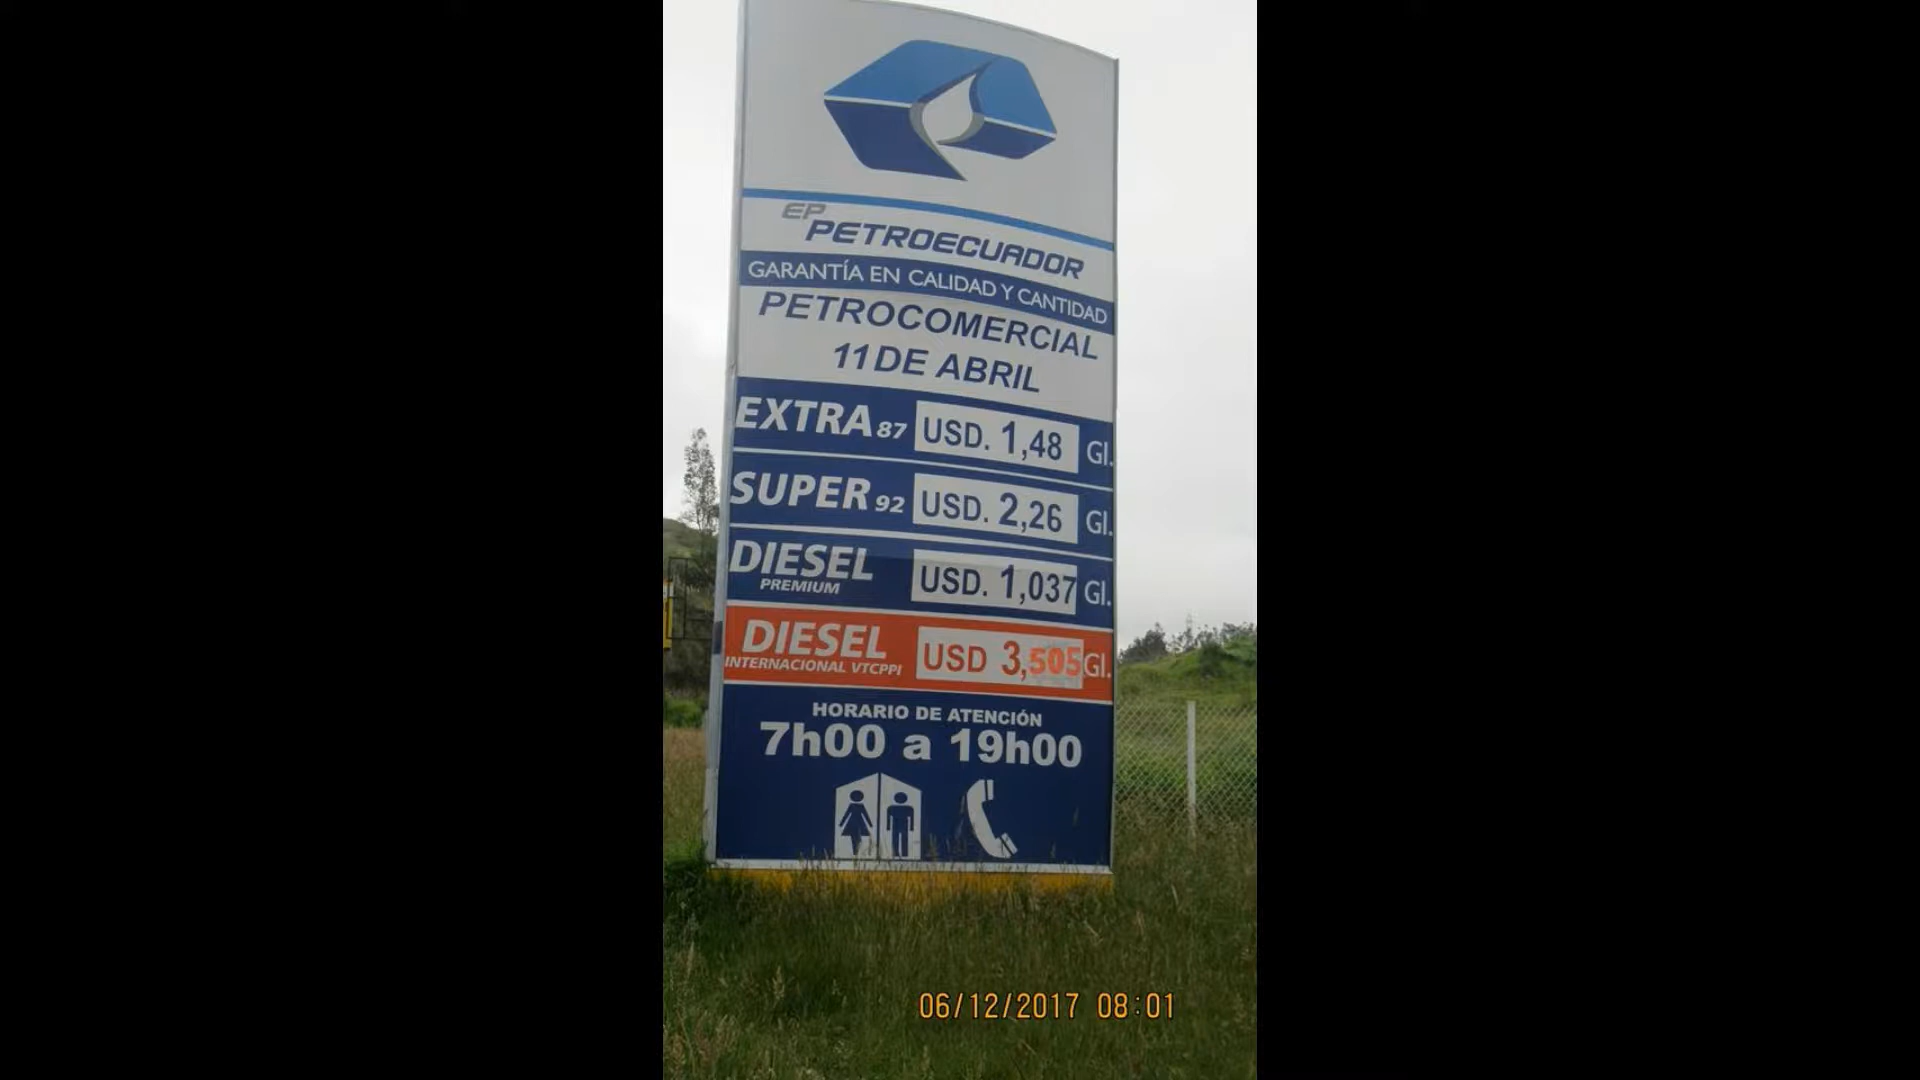 EP
PETROECUADOR
GARANTÍA EN CALIDAD Y CANTIDAD
PETROCOMERCIAL
11 DE ABRIL
EXTRA 87 USD. 1,48 Gl.
SUPER 92 USD. 2,26 Gl.
DIESEL PREMIUM USD. 1,037 Gl.
DIESEL INTERNACIONAL VTCPPI USD 3,505 Gl.
HORARIO DE ATENCIÓN
7h00 a 19h00
06/12/2017 08:01